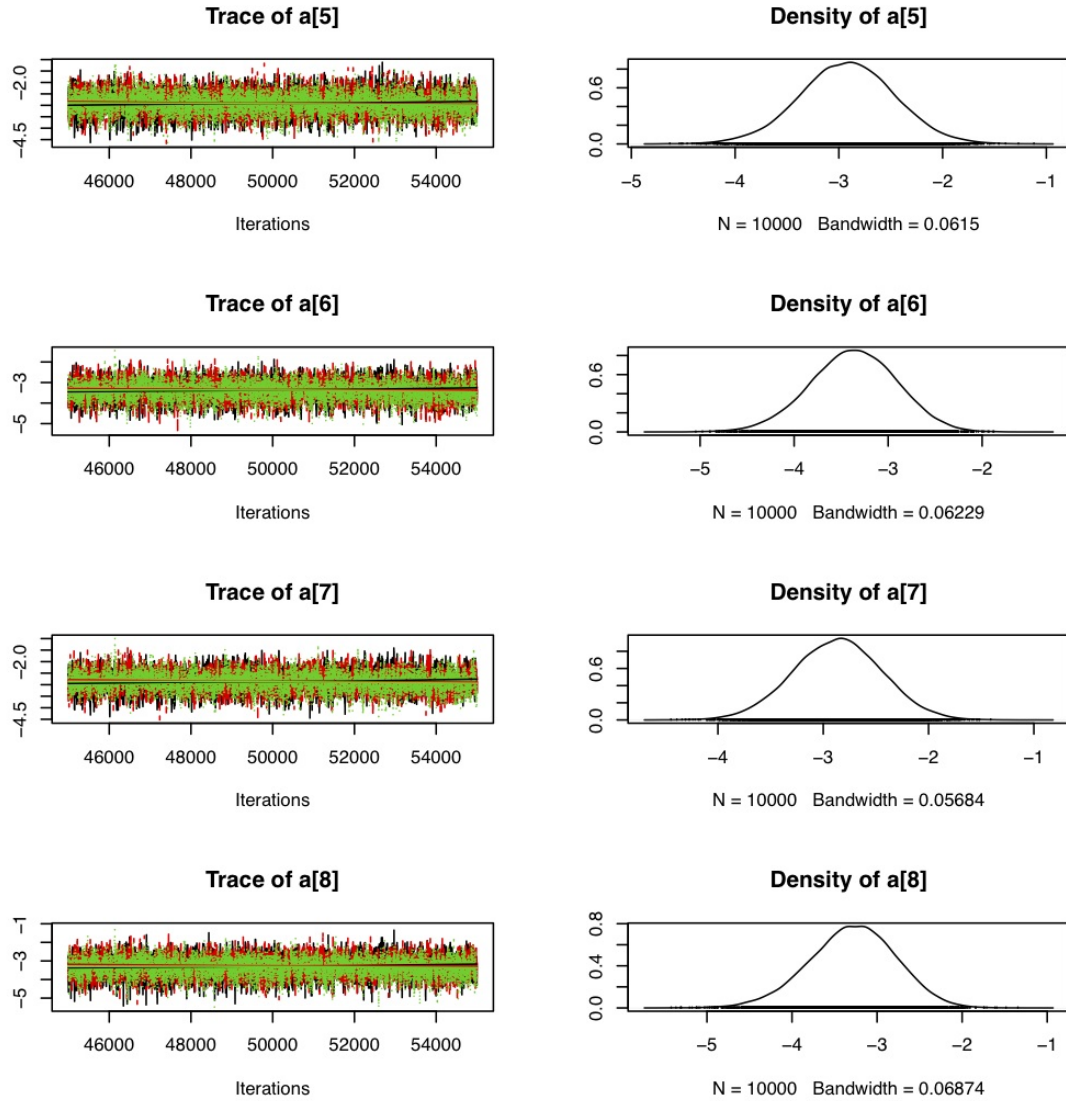 Trace of a[5]
−4.5 −2.0
46000 48000 50000 52000 54000
Iterations
Density of a[5]
0.0 0.6
−5 −4 −3 −2 −1
N = 10000 Bandwidth = 0.0615
Trace of a[6]
−5 −3
46000 48000 50000 52000 54000
Iterations
Density of a[6]
0.0 0.6
−5 −4 −3 −2
N = 10000 Bandwidth = 0.06229
Trace of a[7]
−4.5 −2.0
46000 48000 50000 52000 54000
Iterations
Density of a[7]
0.0 0.6
−4 −3 −2 −1
N = 10000 Bandwidth = 0.05684
Trace of a[8]
−5 −3 −1
46000 48000 50000 52000 54000
Iterations
Density of a[8]
0.0 0.4 0.8
−5 −4 −3 −2 −1
N = 10000 Bandwidth = 0.06874